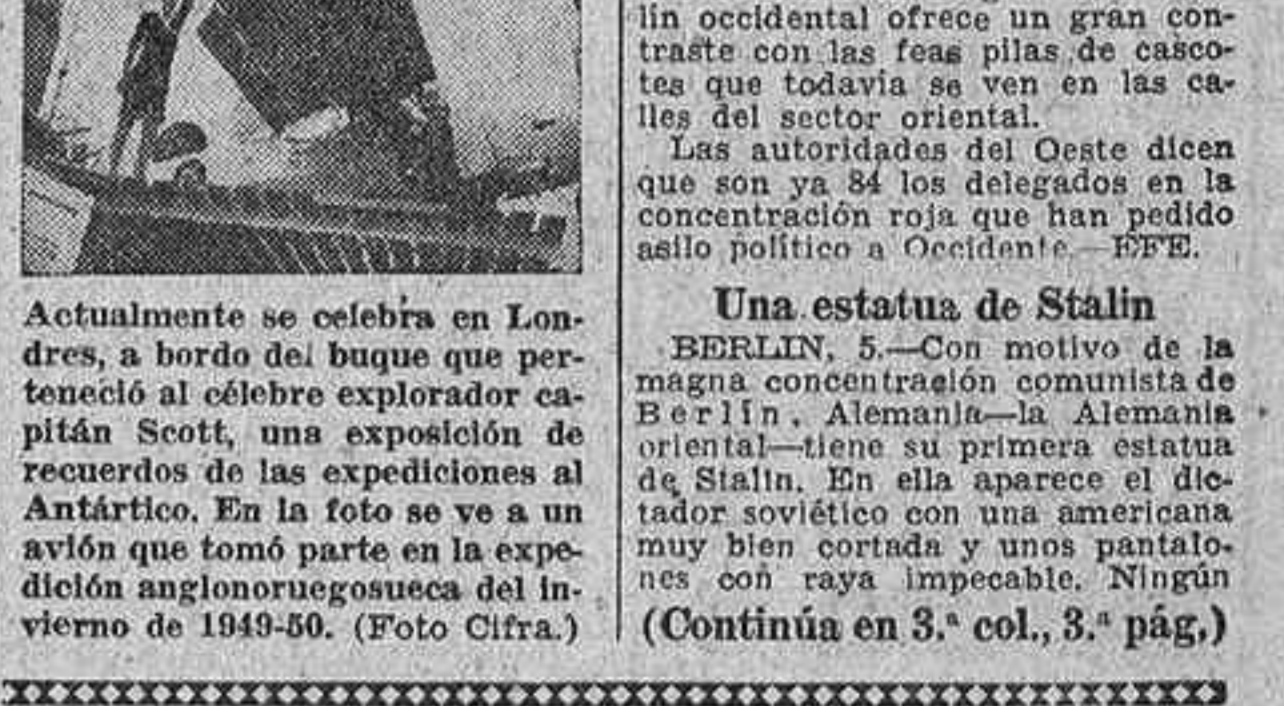 Actualmente se celebra en Lon-
dres, a bordo del buque que per-
teneció al célebre explorador ca-
pitán Scott, una exposición de
recuerdos de las expediciones al
Antártico. En la foto se ve a un
avión que tomó parte en la expe-
dición anglonoruegosueca del in-
vierno de 1949-50. (Foto Cifra.)
lín occidental ofrece un gran con-
traste con las feas pilas de casco-
tes que todavia se ven en las ca-
lles del sector oriental.
Las autoridades del Oeste dicen
que son ya 84 los delegados en la
concentración roja que han pedido
asilo político a Occidente.—EFE.
Una estatua de Stalin
BERLIN, 5.—Con motivo de la
magna concentración comunista de
Berlín, Alemania—la Alemania
oriental—tiene su primera estatua
de Stalin. En ella aparece el dic-
tador soviético con una americana
muy bien cortada y unos pantalo-
nes con raya impecable. Ningún
(Continúa en 3.ª col., 3.ª pág.)